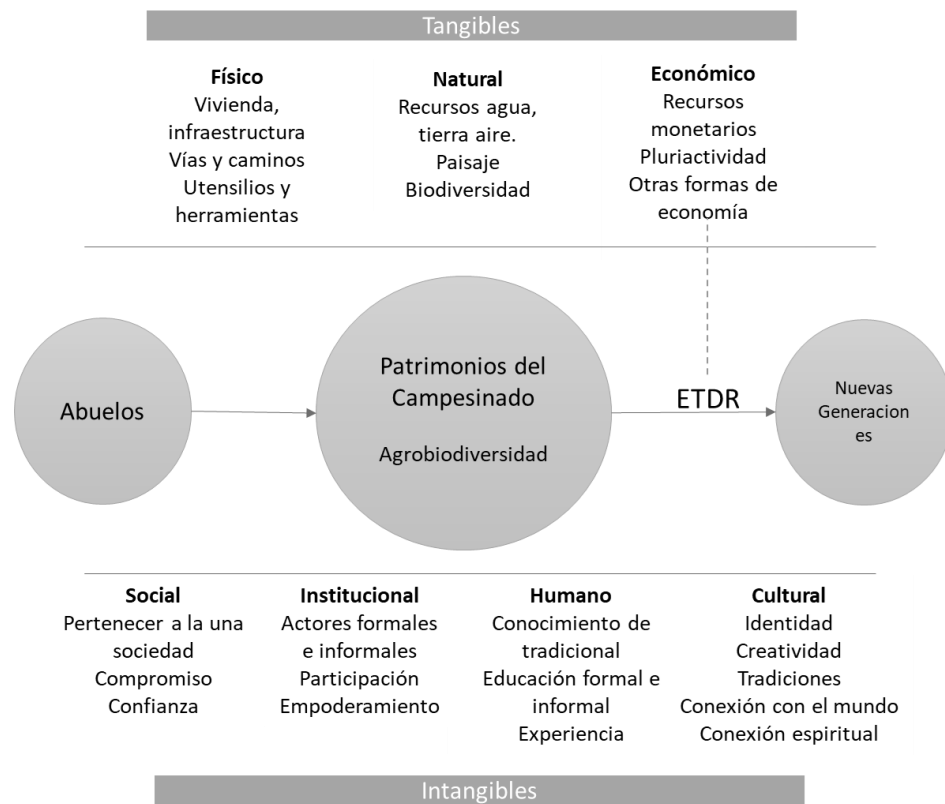 Tangibles
Físico
Vivienda,
infraestructura
Vías y caminos
Utensilios y
herramientas
Natural
Recursos agua,
tierra aire.
Paisaje
Biodiversidad
Económico
Recursos
monetarios
Pluriactividad
Otras formas de
economía
Abuelos
Patrimonios del
Campesinado
Agrobiodiversidad
ETDR
Nuevas
Generacion
es
Social
Pertenecer a la una
sociedad
Compromiso
Confianza
Institucional
Actores formales
e informales
Participación
Empoderamiento
Humano
Conocimiento de
tradicional
Educación formal e
informal
Experiencia
Cultural
Identidad
Creatividad
Tradiciones
Conexión con el mundo
Conexión espiritual
Intangibles